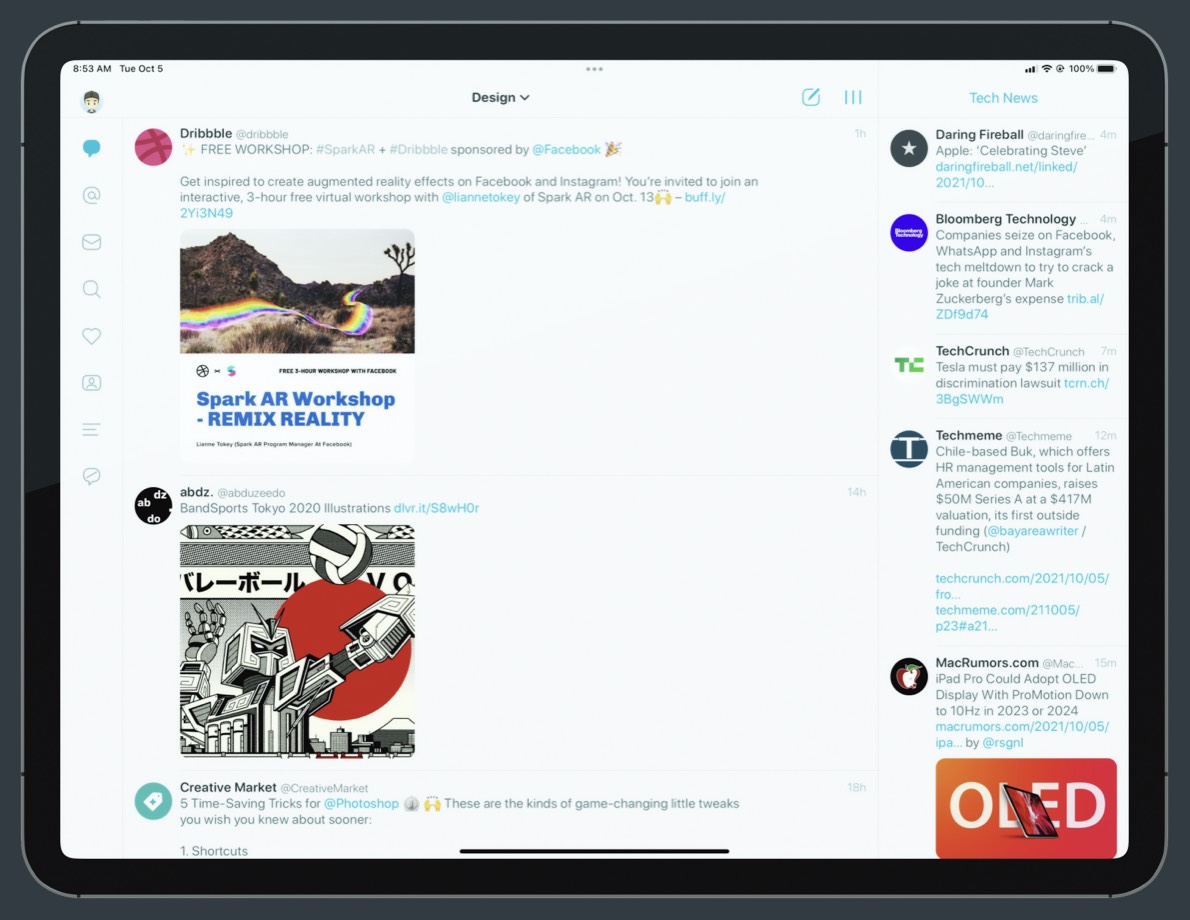 8:53 AM Tue Oct 5
100%
Design
Dribbble @dribbble 1h
✨ FREE WORKSHOP: #SparkAR + #Dribbble sponsored by @Facebook 🎉
Get inspired to create augmented reality effects on Facebook and Instagram! You're invited to join an
interactive, 3-hour free virtual workshop with @liannetokey of Spark AR on Oct. 13🙌 – buff.ly/
2Yi3N49
FREE 3-HOUR WORKSHOP WITH FACEBOOK
Spark AR Workshop
- REMIX REALITY
Lianne Tokey (Spark AR Program Manager At Facebook)
ab dz do
abdz. @abduzeedo 14h
BandSports Tokyo 2020 Illustrations dlvr.it/S8wH0r
バレーボール VO
Creative Market @CreativeMarket 18h
5 Time-Saving Tricks for @Photoshop 🙌 These are the kinds of game-changing little tweaks
you wish you knew about sooner:
1. Shortcuts
Tech News
Daring Fireball @daringfire... 4m
Apple: 'Celebrating Steve'
daringfireball.net/linked/
2021/10...
Bloomberg Technology
Bloomberg Technology ... 4m
Companies seize on Facebook,
WhatsApp and Instagram's
tech meltdown to try to crack a
joke at founder Mark
Zuckerberg's expense trib.al/
ZDf9d74
TC
TechCrunch @TechCrunch 7m
Tesla must pay $137 million in
discrimination lawsuit tcrn.ch/
3BgSWWm
T
Techmeme @Techmeme 12m
Chile-based Buk, which offers
HR management tools for Latin
American companies, raises
$50M Series A at a $417M
valuation, its first outside
funding (@bayareawriter /
TechCrunch)
techcrunch.com/2021/10/05/
fro...
techmeme.com/211005/
p23#a21...
MacRumors.com @Mac... 15m
iPad Pro Could Adopt OLED
Display With ProMotion Down
to 10Hz in 2023 or 2024
macrumors.com/2021/10/05/
ipa... by @rsgnl
OLED